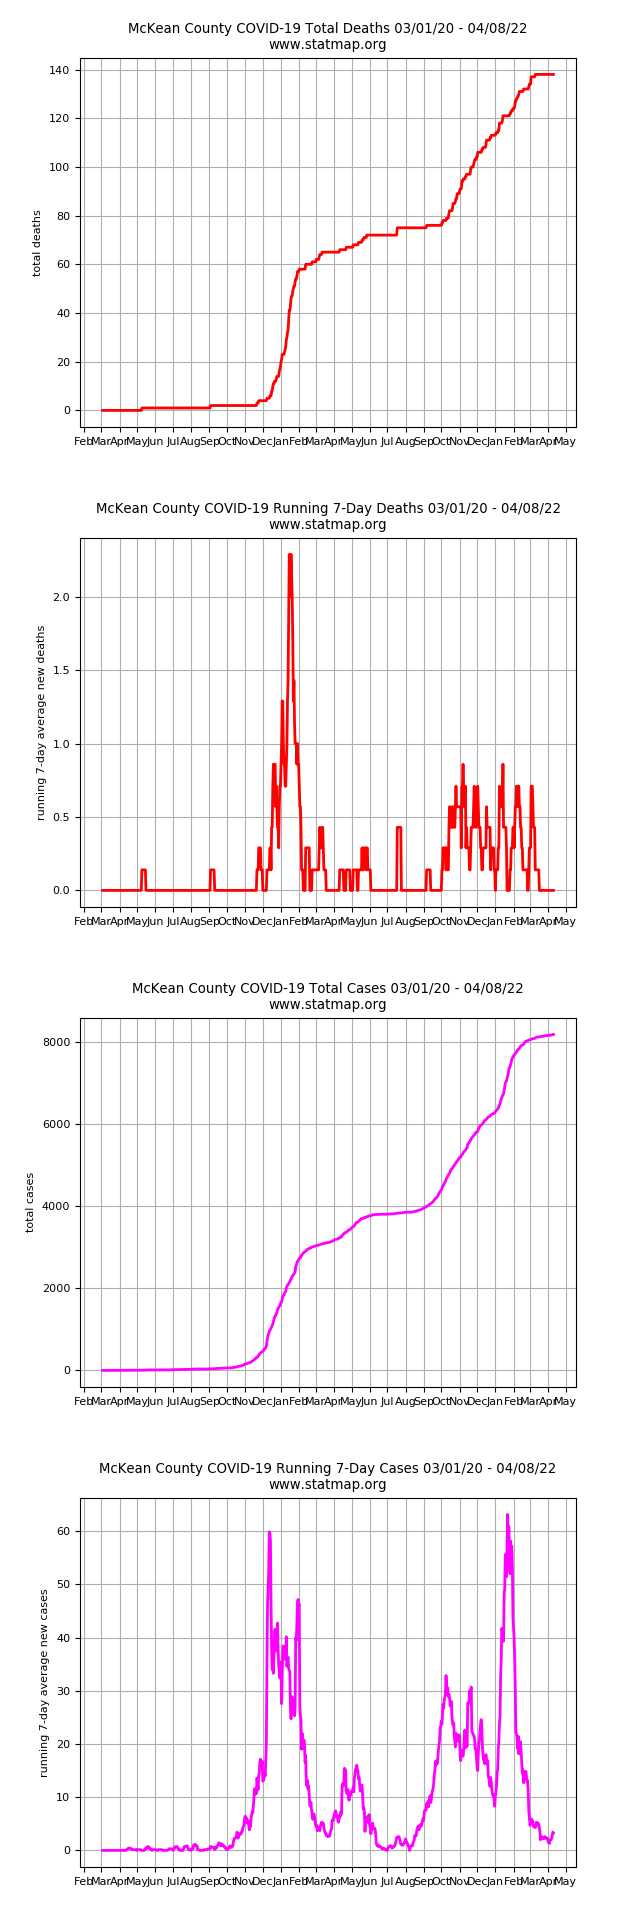 McKean County COVID-19 Total Deaths 03/01/20 - 04/08/22
www.statmap.org
140
120
100
80
60
40
20
0
total deaths
Feb Mar Apr May Jun Jul Aug Sep Oct Nov Dec Jan Feb Mar Apr May Jun Jul Aug Sep Oct Nov Dec Jan Feb Mar Apr May
McKean County COVID-19 Running 7-Day Deaths 03/01/20 - 04/08/22
www.statmap.org
2.0
1.5
1.0
0.5
0.0
running 7-day average new deaths
Feb Mar Apr May Jun Jul Aug Sep Oct Nov Dec Jan Feb Mar Apr May Jun Jul Aug Sep Oct Nov Dec Jan Feb Mar Apr May
McKean County COVID-19 Total Cases 03/01/20 - 04/08/22
www.statmap.org
8000
6000
4000
2000
0
total cases
Feb Mar Apr May Jun Jul Aug Sep Oct Nov Dec Jan Feb Mar Apr May Jun Jul Aug Sep Oct Nov Dec Jan Feb Mar Apr May
McKean County COVID-19 Running 7-Day Cases 03/01/20 - 04/08/22
www.statmap.org
60
50
40
30
20
10
0
running 7-day average new cases
Feb Mar Apr May Jun Jul Aug Sep Oct Nov Dec Jan Feb Mar Apr May Jun Jul Aug Sep Oct Nov Dec Jan Feb Mar Apr May